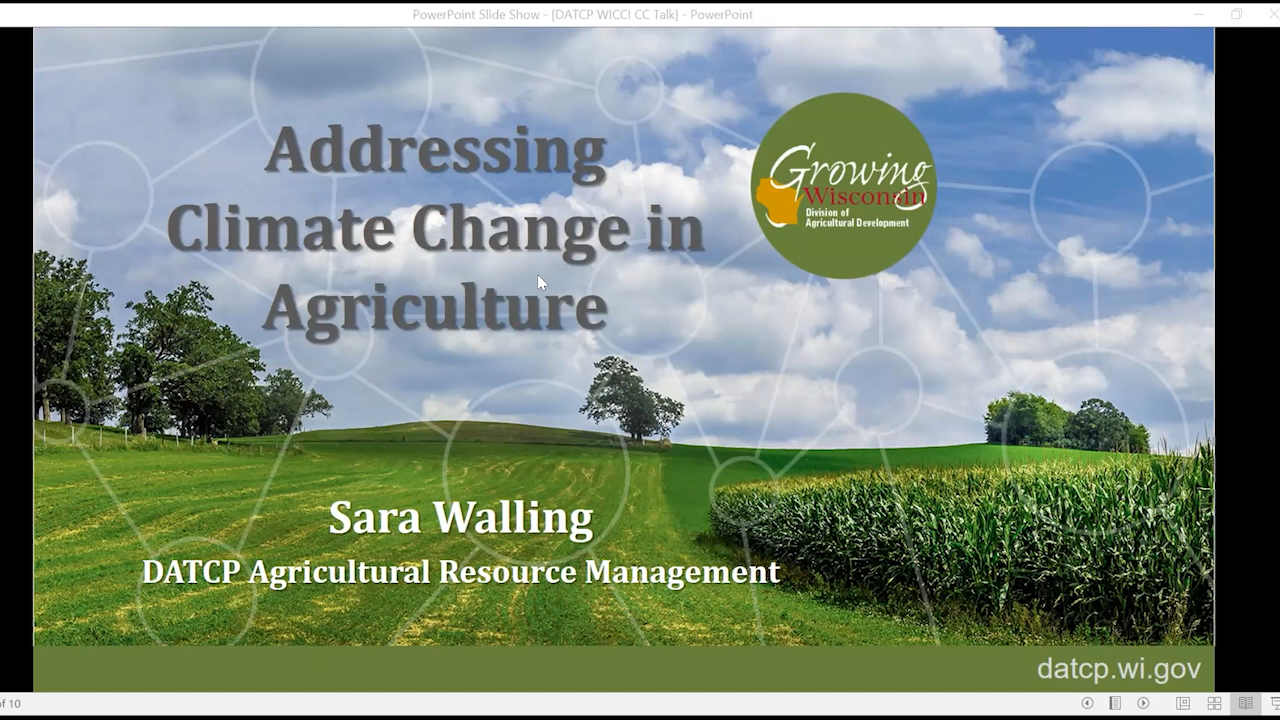 PowerPoint Slide Show - [DATCP WICCI CC Talk] - PowerPoint
Addressing
Climate Change in
Agriculture
Growing
Wisconsin
Division of
Agricultural Development
Sara Walling
DATCP Agricultural Resource Management
datcp.wi.gov
of 10